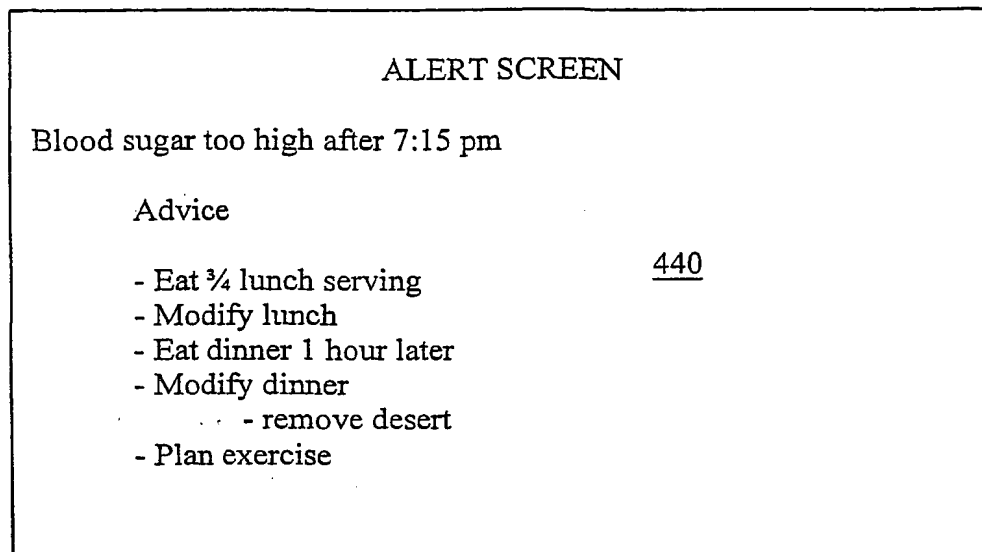 ALERT SCREEN
Blood sugar too high after 7:15 pm
Advice
440
- Eat ¾ lunch serving
- Modify lunch
- Eat dinner 1 hour later
- Modify dinner
- remove desert
- Plan exercise